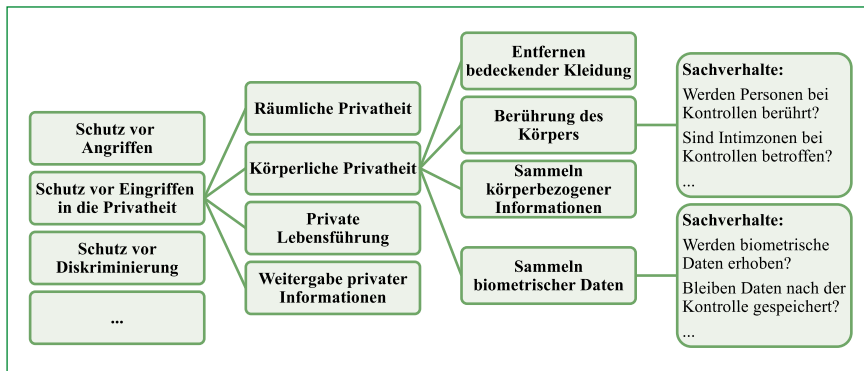 Schutz vor
Angriffen
Schutz vor Eingriffen
in die Privatheit
Schutz vor
Diskriminierung
...
Räumliche Privatheit
Körperliche Privatheit
Private
Lebensführung
Weitergabe privater
Informationen
Entfernen
bedeckender Kleidung
Berührung des
Körpers
Sammeln
körperbezogener
Informationen
Sammeln
biometrischer Daten
Sachverhalte:
Werden Personen bei
Kontrollen berührt?
Sind Intimzonen bei
Kontrollen betroffen?
...
Sachverhalte:
Werden biometrische
Daten erhoben?
Bleiben Daten nach der
Kontrolle gespeichert?
...